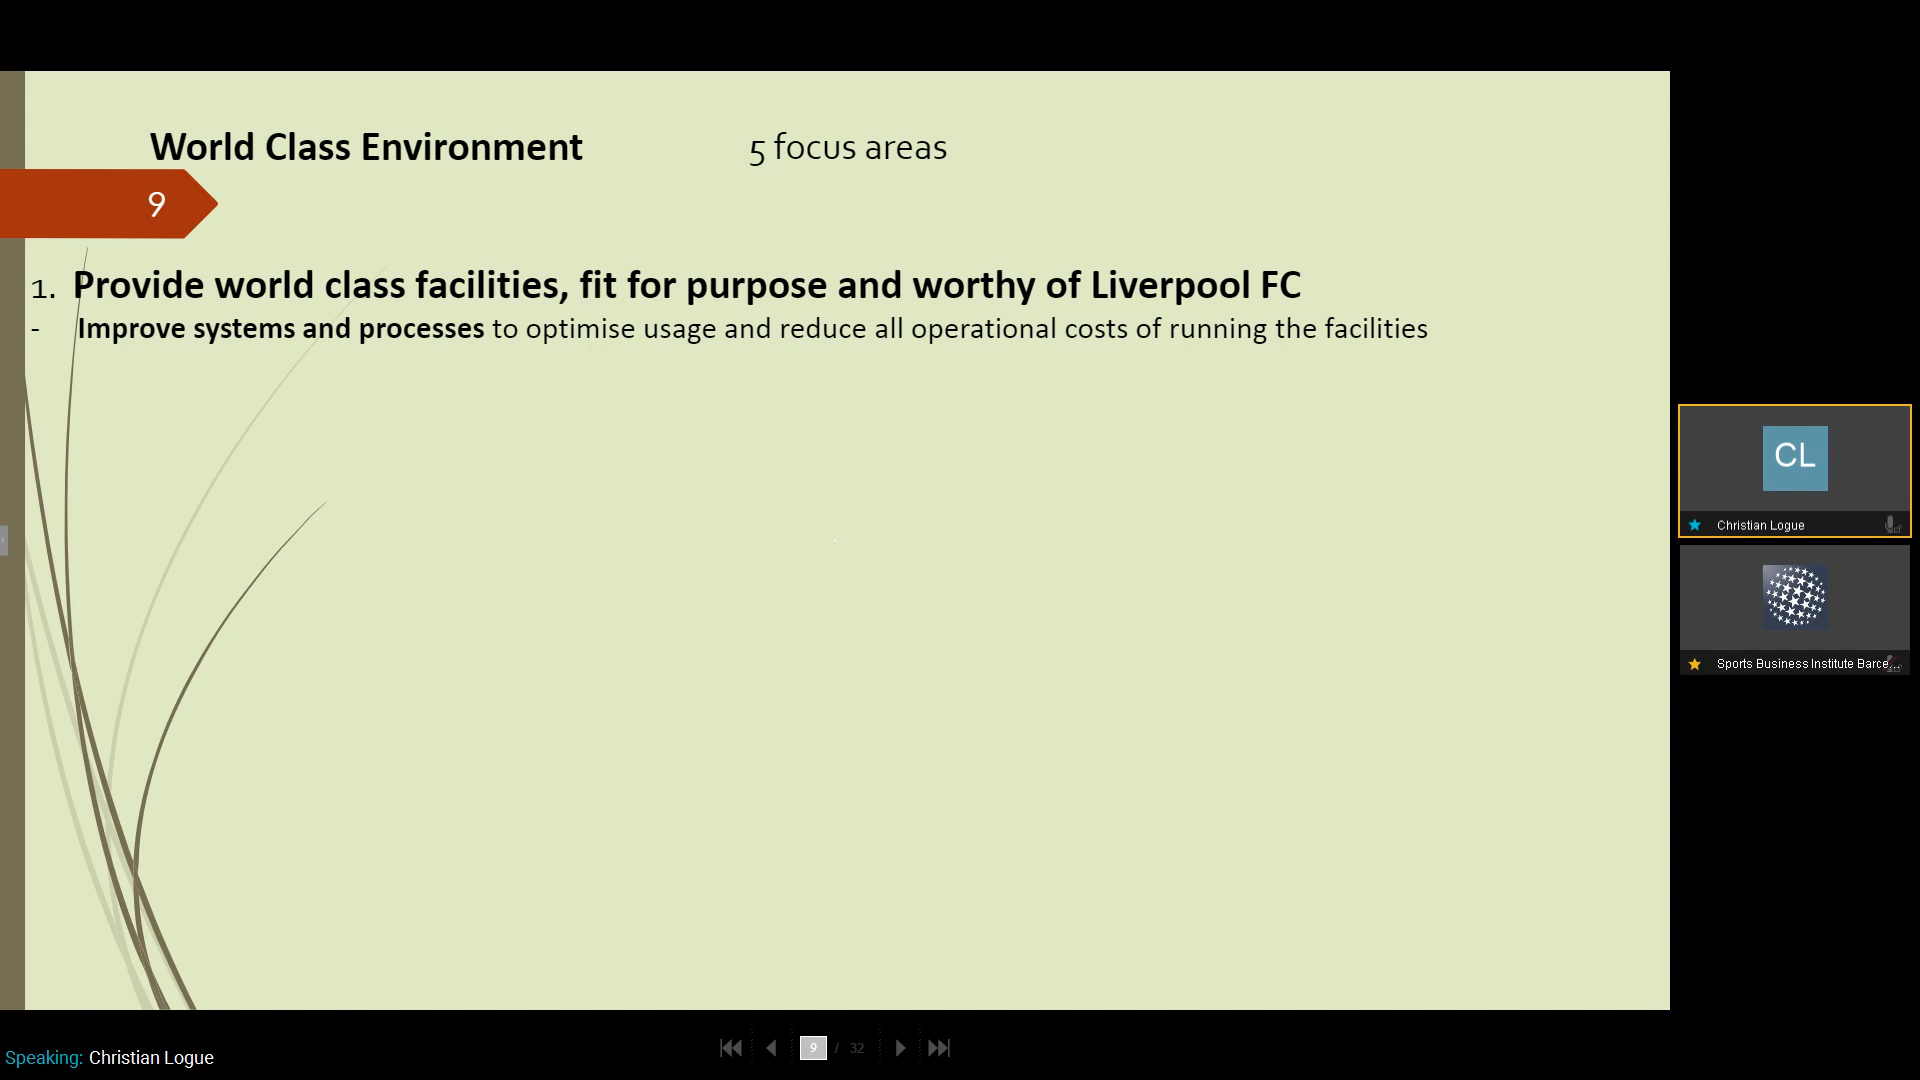 World Class Environment 5 focus areas
9
1. Provide world class facilities, fit for purpose and worthy of Liverpool FC
- Improve systems and processes to optimise usage and reduce all operational costs of running the facilities
CL
Christian Logue
Sports Business Institute Barce...
9 / 32
Speaking: Christian Logue